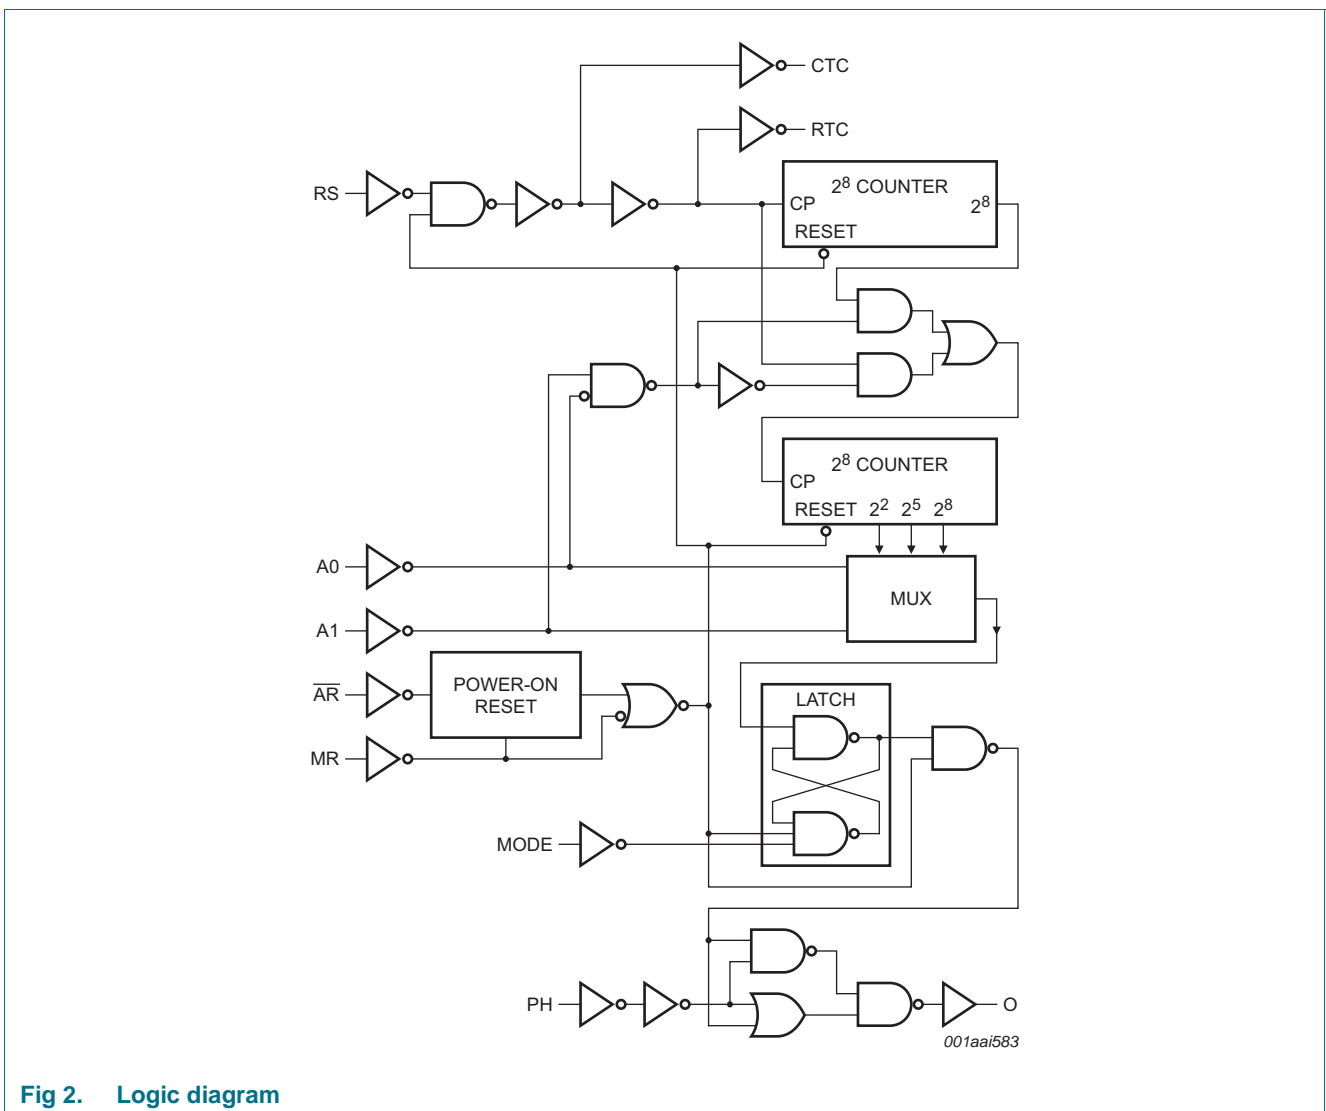 CTC
RTC
RS
2⁸ COUNTER
CP
2⁸
RESET
2⁸ COUNTER
CP
RESET 2² 2⁵ 2⁸
A0
MUX
A1
A̅R̅
POWER-ON
RESET
LATCH
MR
MODE
PH
O
001aai583
Fig 2. Logic diagram